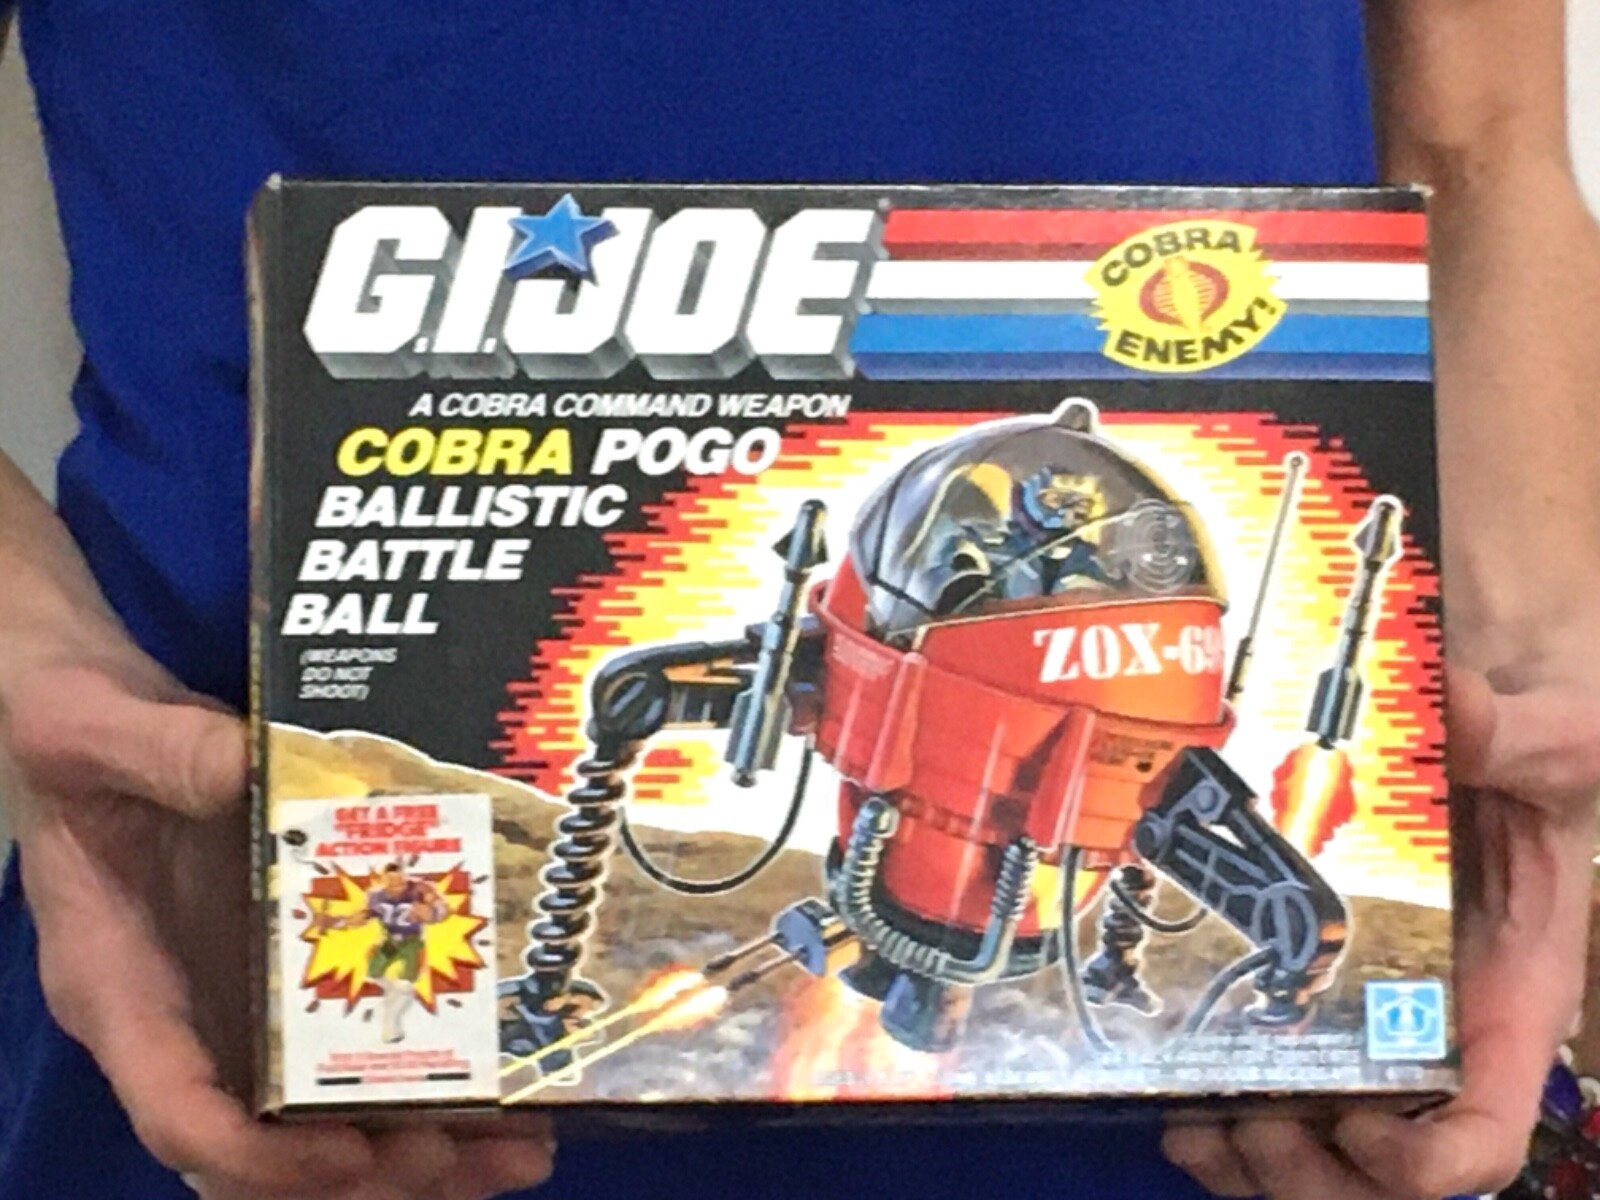 G.I. JOE
COBRA
ENEMY!
A COBRA COMMAND WEAPON
COBRA POGO
BALLISTIC
BATTLE
BALL
(WEAPONS
DO NOT
SHOOT)
ZOX-69
GET A FREE
"FRIDGE"
ACTION FIGURE
72